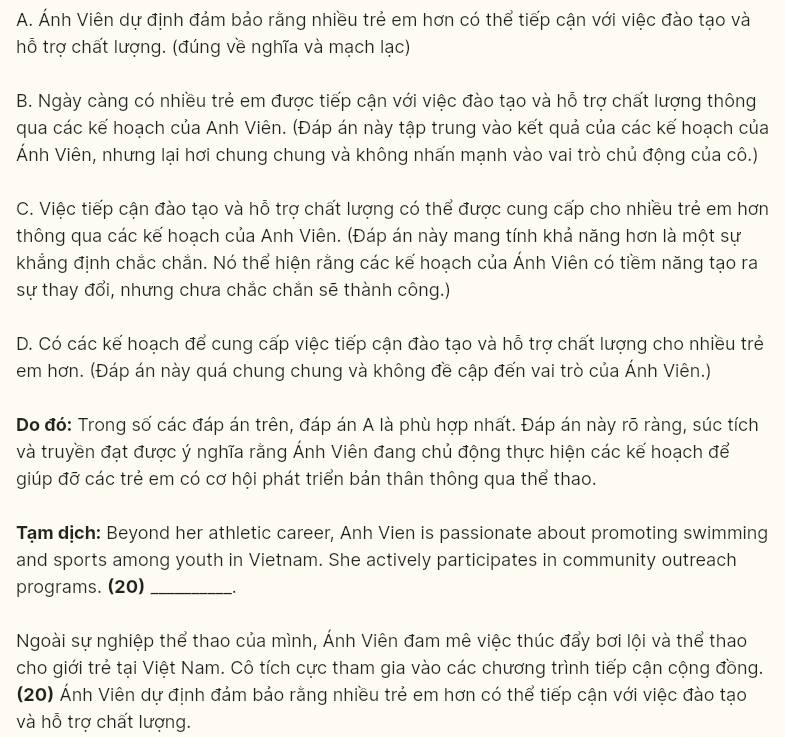 A. Ánh Viên dự định đảm bảo rằng nhiều trẻ em hơn có thể tiếp cận với việc đào tạo và
hỗ trợ chất lượng. (đúng về nghĩa và mạch lạc)
B. Ngày càng có nhiều trẻ em được tiếp cận với việc đào tạo và hỗ trợ chất lượng thông
qua các kế hoạch của Anh Viên. (Đáp án này tập trung vào kết quả của các kế hoạch của
Ánh Viên, nhưng lại hơi chung chung và không nhấn mạnh vào vai trò chủ động của cô.)
C. Việc tiếp cận đào tạo và hỗ trợ chất lượng có thể được cung cấp cho nhiều trẻ em hơn
thông qua các kế hoạch của Anh Viên. (Đáp án này mang tính khả năng hơn là một sự
khẳng định chắc chắn. Nó thể hiện rằng các kế hoạch của Ánh Viên có tiềm năng tạo ra
sự thay đổi, nhưng chưa chắc chắn sẽ thành công.)
D. Có các kế hoạch để cung cấp việc tiếp cận đào tạo và hỗ trợ chất lượng cho nhiều trẻ
em hơn. (Đáp án này quá chung chung và không đề cập đến vai trò của Ánh Viên.)
Do đó: Trong số các đáp án trên, đáp án A là phù hợp nhất. Đáp án này rõ ràng, súc tích
và truyền đạt được ý nghĩa rằng Ánh Viên đang chủ động thực hiện các kế hoạch để
giúp đỡ các trẻ em có cơ hội phát triển bản thân thông qua thể thao.
Tạm dịch: Beyond her athletic career, Anh Vien is passionate about promoting swimming
and sports among youth in Vietnam. She actively participates in community outreach
programs. (20) __________.
Ngoài sự nghiệp thể thao của mình, Ánh Viên đam mê việc thúc đẩy bơi lội và thể thao
cho giới trẻ tại Việt Nam. Cô tích cực tham gia vào các chương trình tiếp cận cộng đồng.
(20) Ánh Viên dự định đảm bảo rằng nhiều trẻ em hơn có thể tiếp cận với việc đào tạo
và hỗ trợ chất lượng.